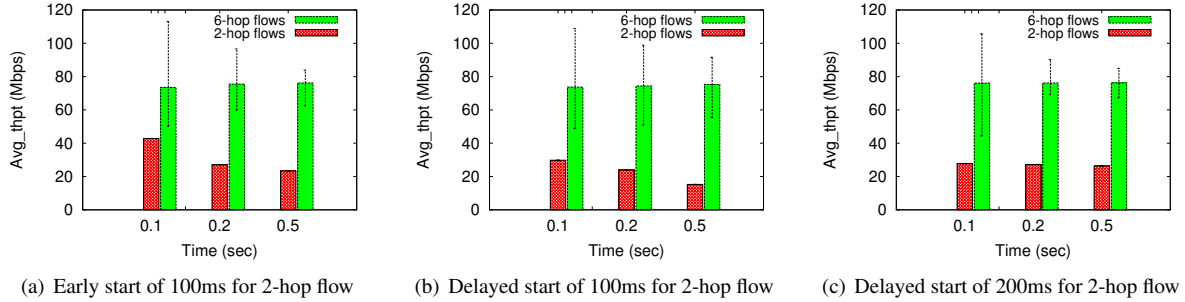 120
100
80
60
40
20
0
Avg_thpt (Mbps)
6-hop flows
2-hop flows
0.1 0.2 0.5
Time (sec)
(a) Early start of 100ms for 2-hop flow
120
100
80
60
40
20
0
Avg_thpt (Mbps)
6-hop flows
2-hop flows
0.1 0.2 0.5
Time (sec)
(b) Delayed start of 100ms for 2-hop flow
120
100
80
60
40
20
0
Avg_thpt (Mbps)
6-hop flows
2-hop flows
0.1 0.2 0.5
Time (sec)
(c) Delayed start of 200ms for 2-hop flow